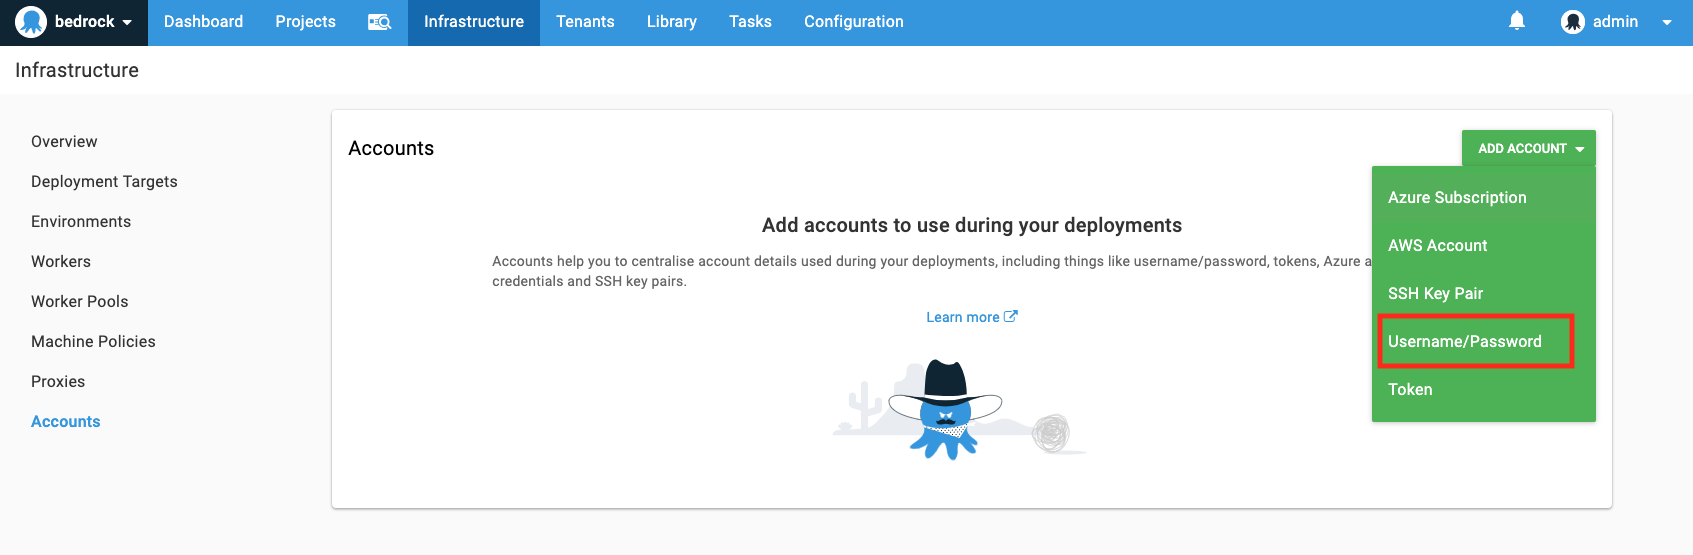 bedrock Dashboard Projects Infrastructure Tenants Library Tasks Configuration admin
Infrastructure
Overview
Deployment Targets
Environments
Workers
Worker Pools
Machine Policies
Proxies
Accounts
Accounts
ADD ACCOUNT
Azure Subscription
AWS Account
SSH Key Pair
Username/Password
Token
Add accounts to use during your deployments
Accounts help you to centralise account details used during your deployments, including things like username/password, tokens, Azure a
credentials and SSH key pairs.
Learn more